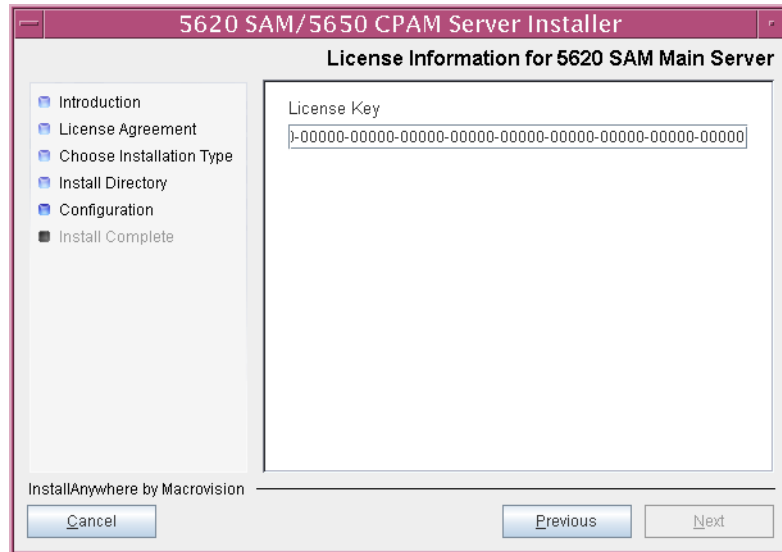 5620 SAM/5650 CPAM Server Installer
License Information for 5620 SAM Main Server
Introduction
License Agreement
Choose Installation Type
Install Directory
Configuration
Install Complete
License Key
)-00000-00000-00000-00000-00000-00000-00000-00000-00000
InstallAnywhere by Macrovision
Cancel
Previous
Next